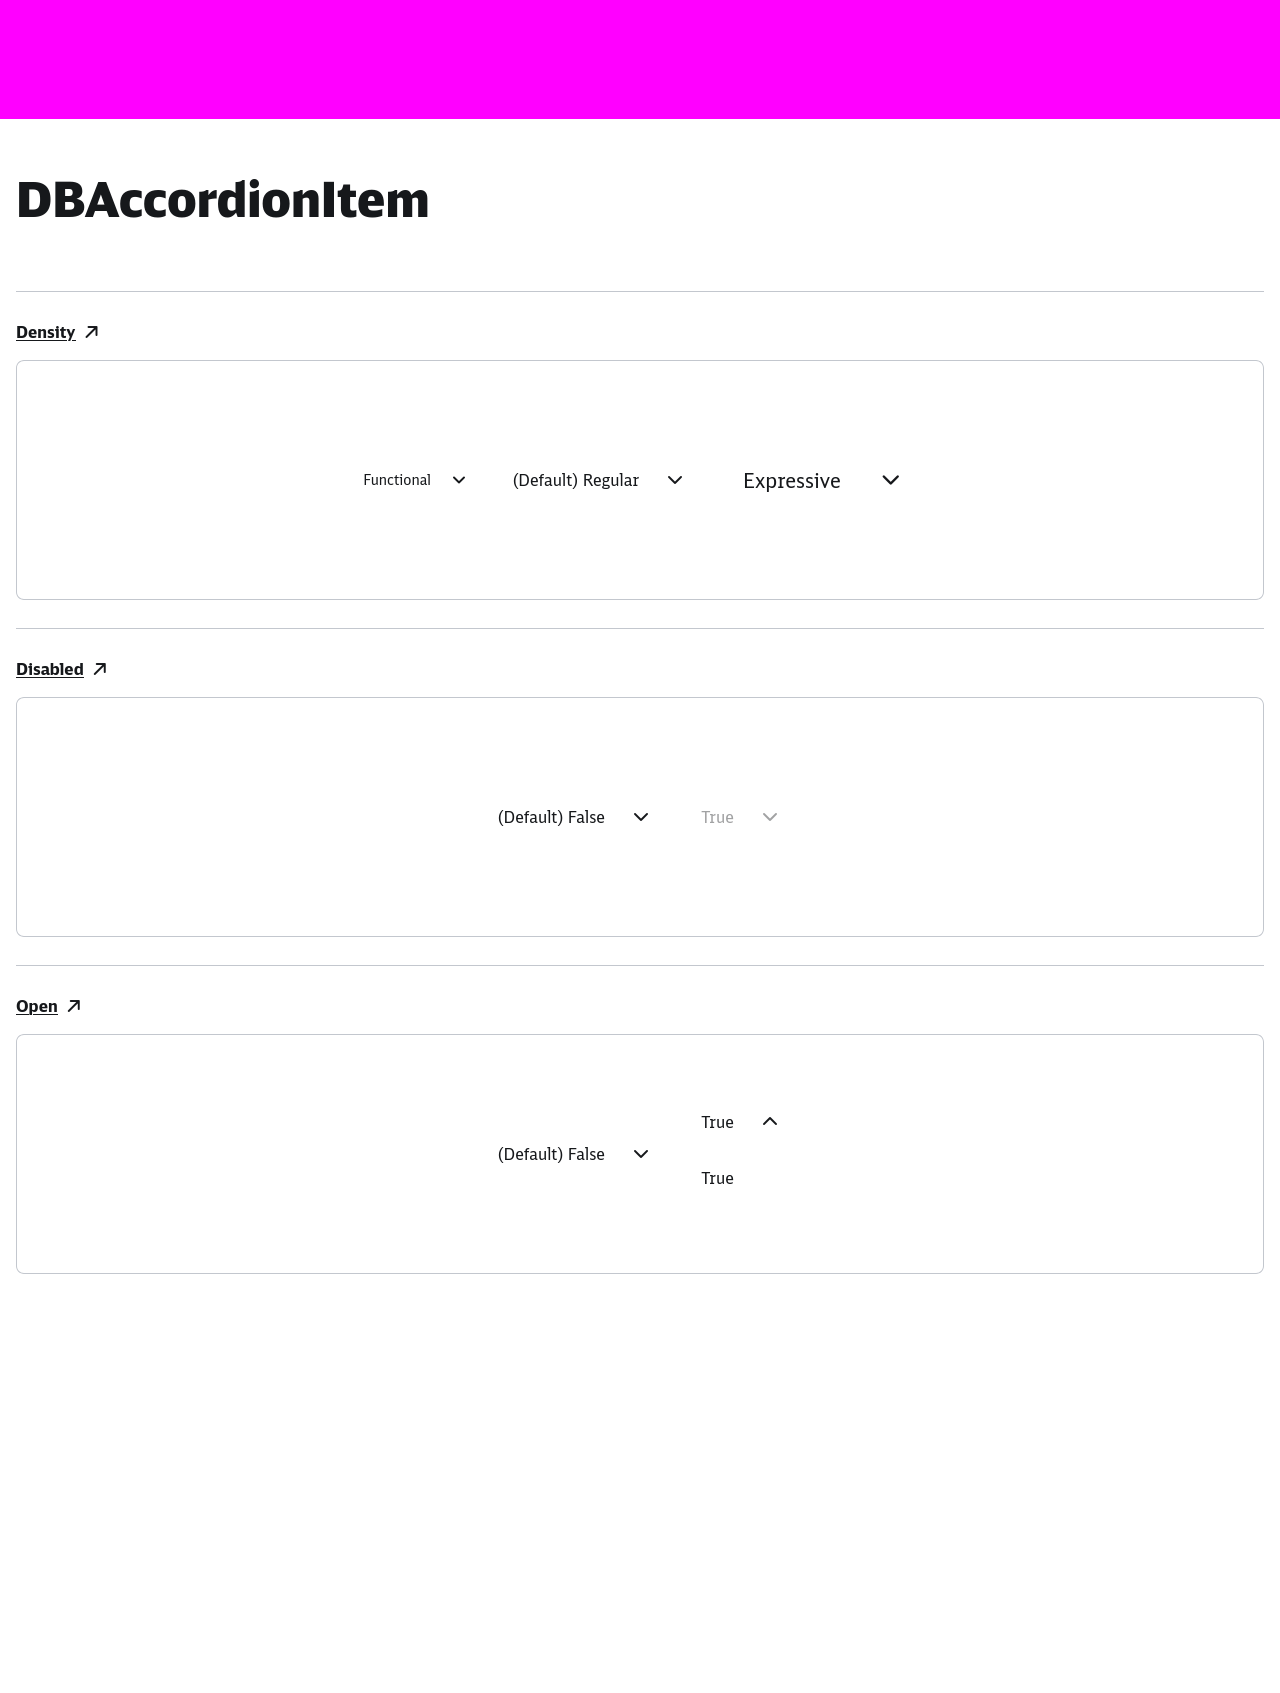 DBAccordionItem
Density
Functional
(Default) Regular
Expressive
Disabled
(Default) False
True
Open
(Default) False
True
True